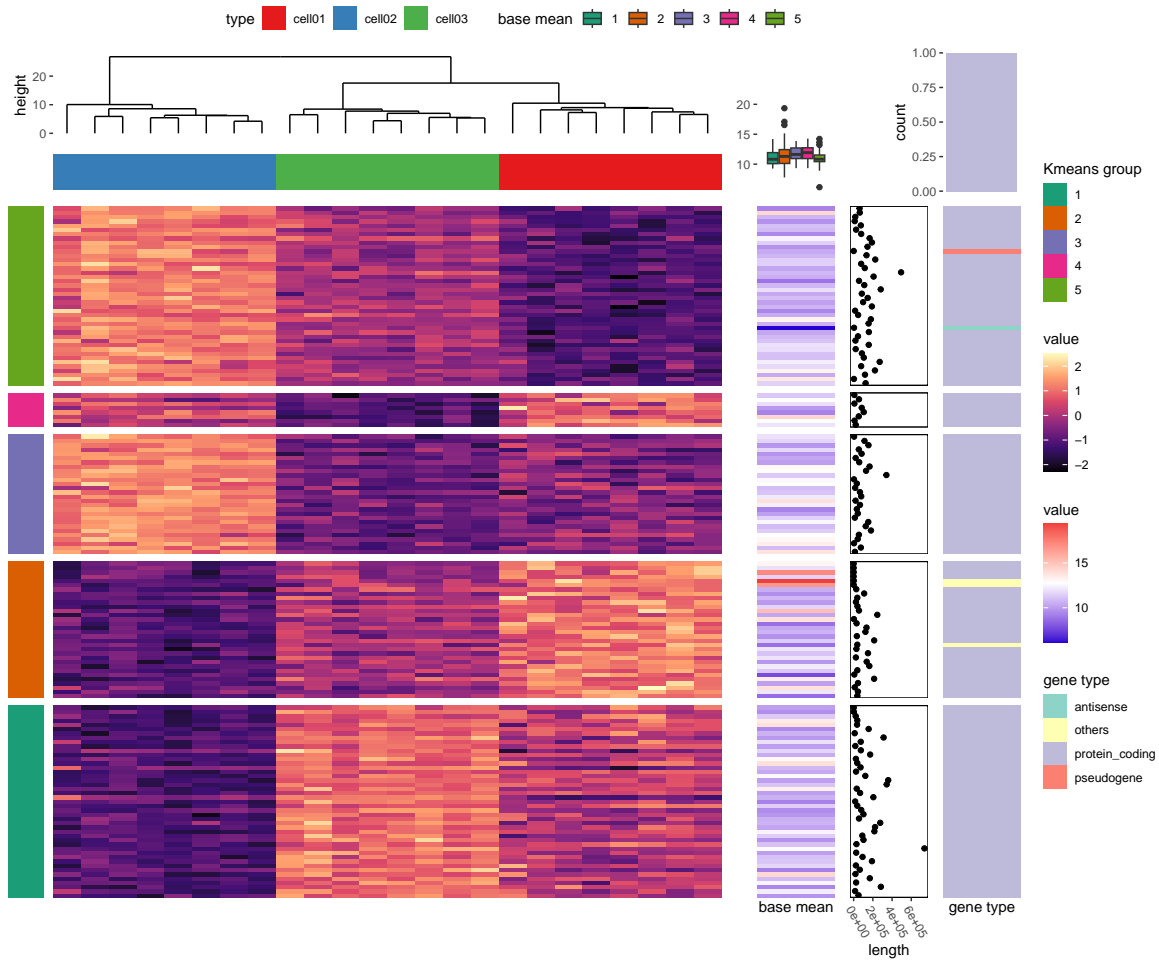 type cell01 cell02 cell03 base mean 1 2 3 4 5
height
20
10
0
20
15
10
count
1.00
0.75
0.50
0.25
0.00
Kmeans group
1
2
3
4
5
value
2
1
0
−1
−2
value
15
10
gene type
antisense
others
protein_coding
pseudogene
base mean
0e+00
2e+05
4e+05
6e+05
length
gene type